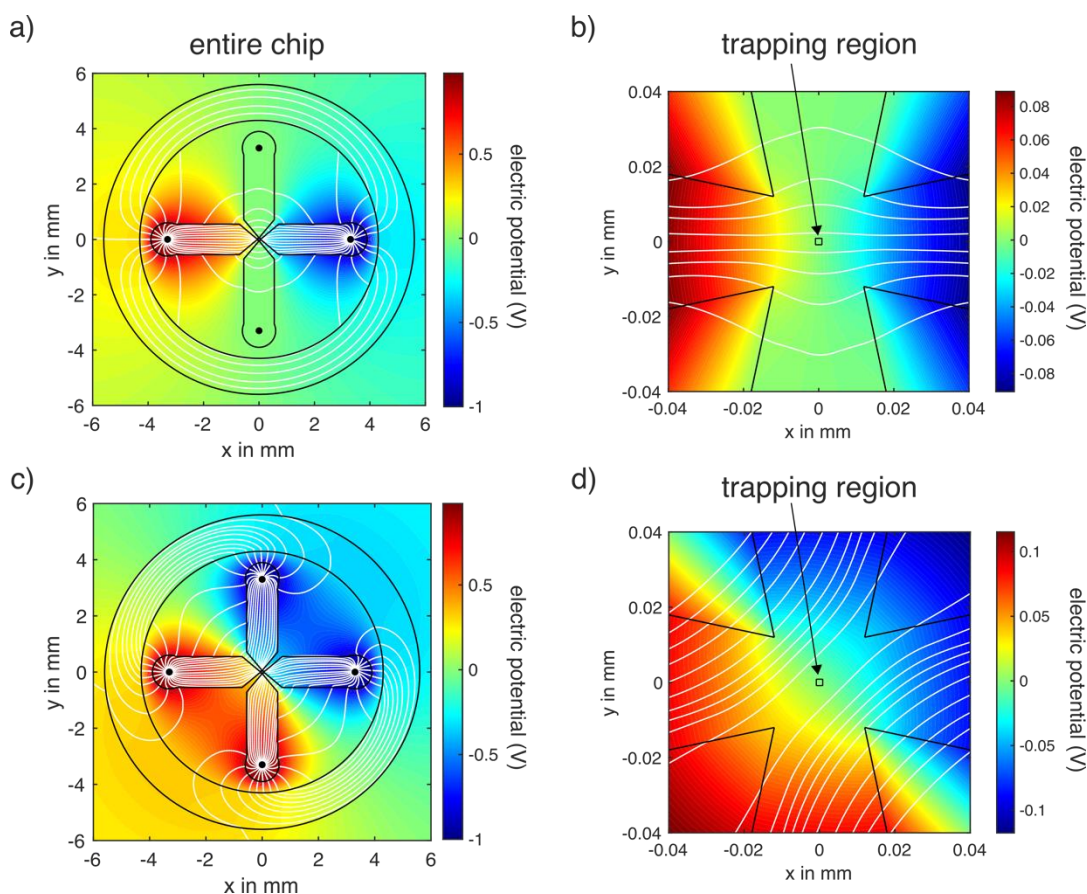 a)
entire chip
6
4
2
0
-2
-4
-6
y in mm
-6 -4 -2 0 2 4 6
x in mm
0.5
0
-0.5
-1
electric potential (V)
b)
trapping region
0.04
0.02
0
-0.02
-0.04
y in mm
-0.04 -0.02 0 0.02 0.04
x in mm
0.08
0.06
0.04
0.02
0
-0.02
-0.04
-0.06
-0.08
electric potential (V)
c)
6
4
2
0
-2
-4
-6
y in mm
-6 -4 -2 0 2 4 6
x in mm
0.5
0
-0.5
-1
electric potential (V)
d)
trapping region
0.04
0.02
0
-0.02
-0.04
y in mm
-0.04 -0.02 0 0.02 0.04
x in mm
0.1
0.05
0
-0.05
-0.1
electric potential (V)